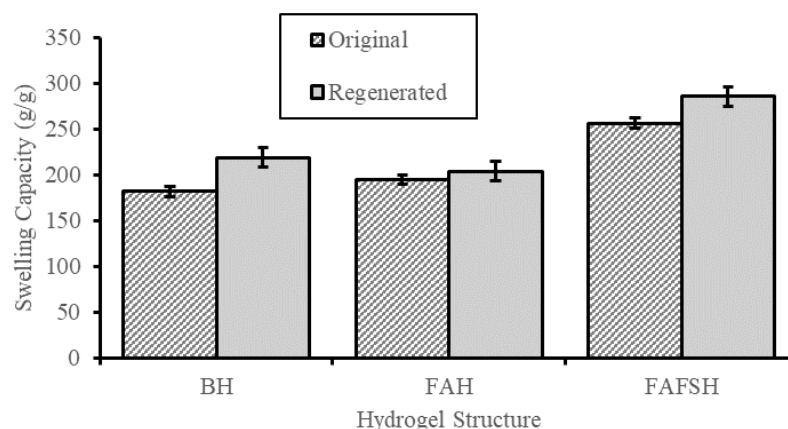 350
300
250
200
150
100
50
0
Swelling Capacity (g/g)
Original
Regenerated
BH FAH FAFSH
Hydrogel Structure